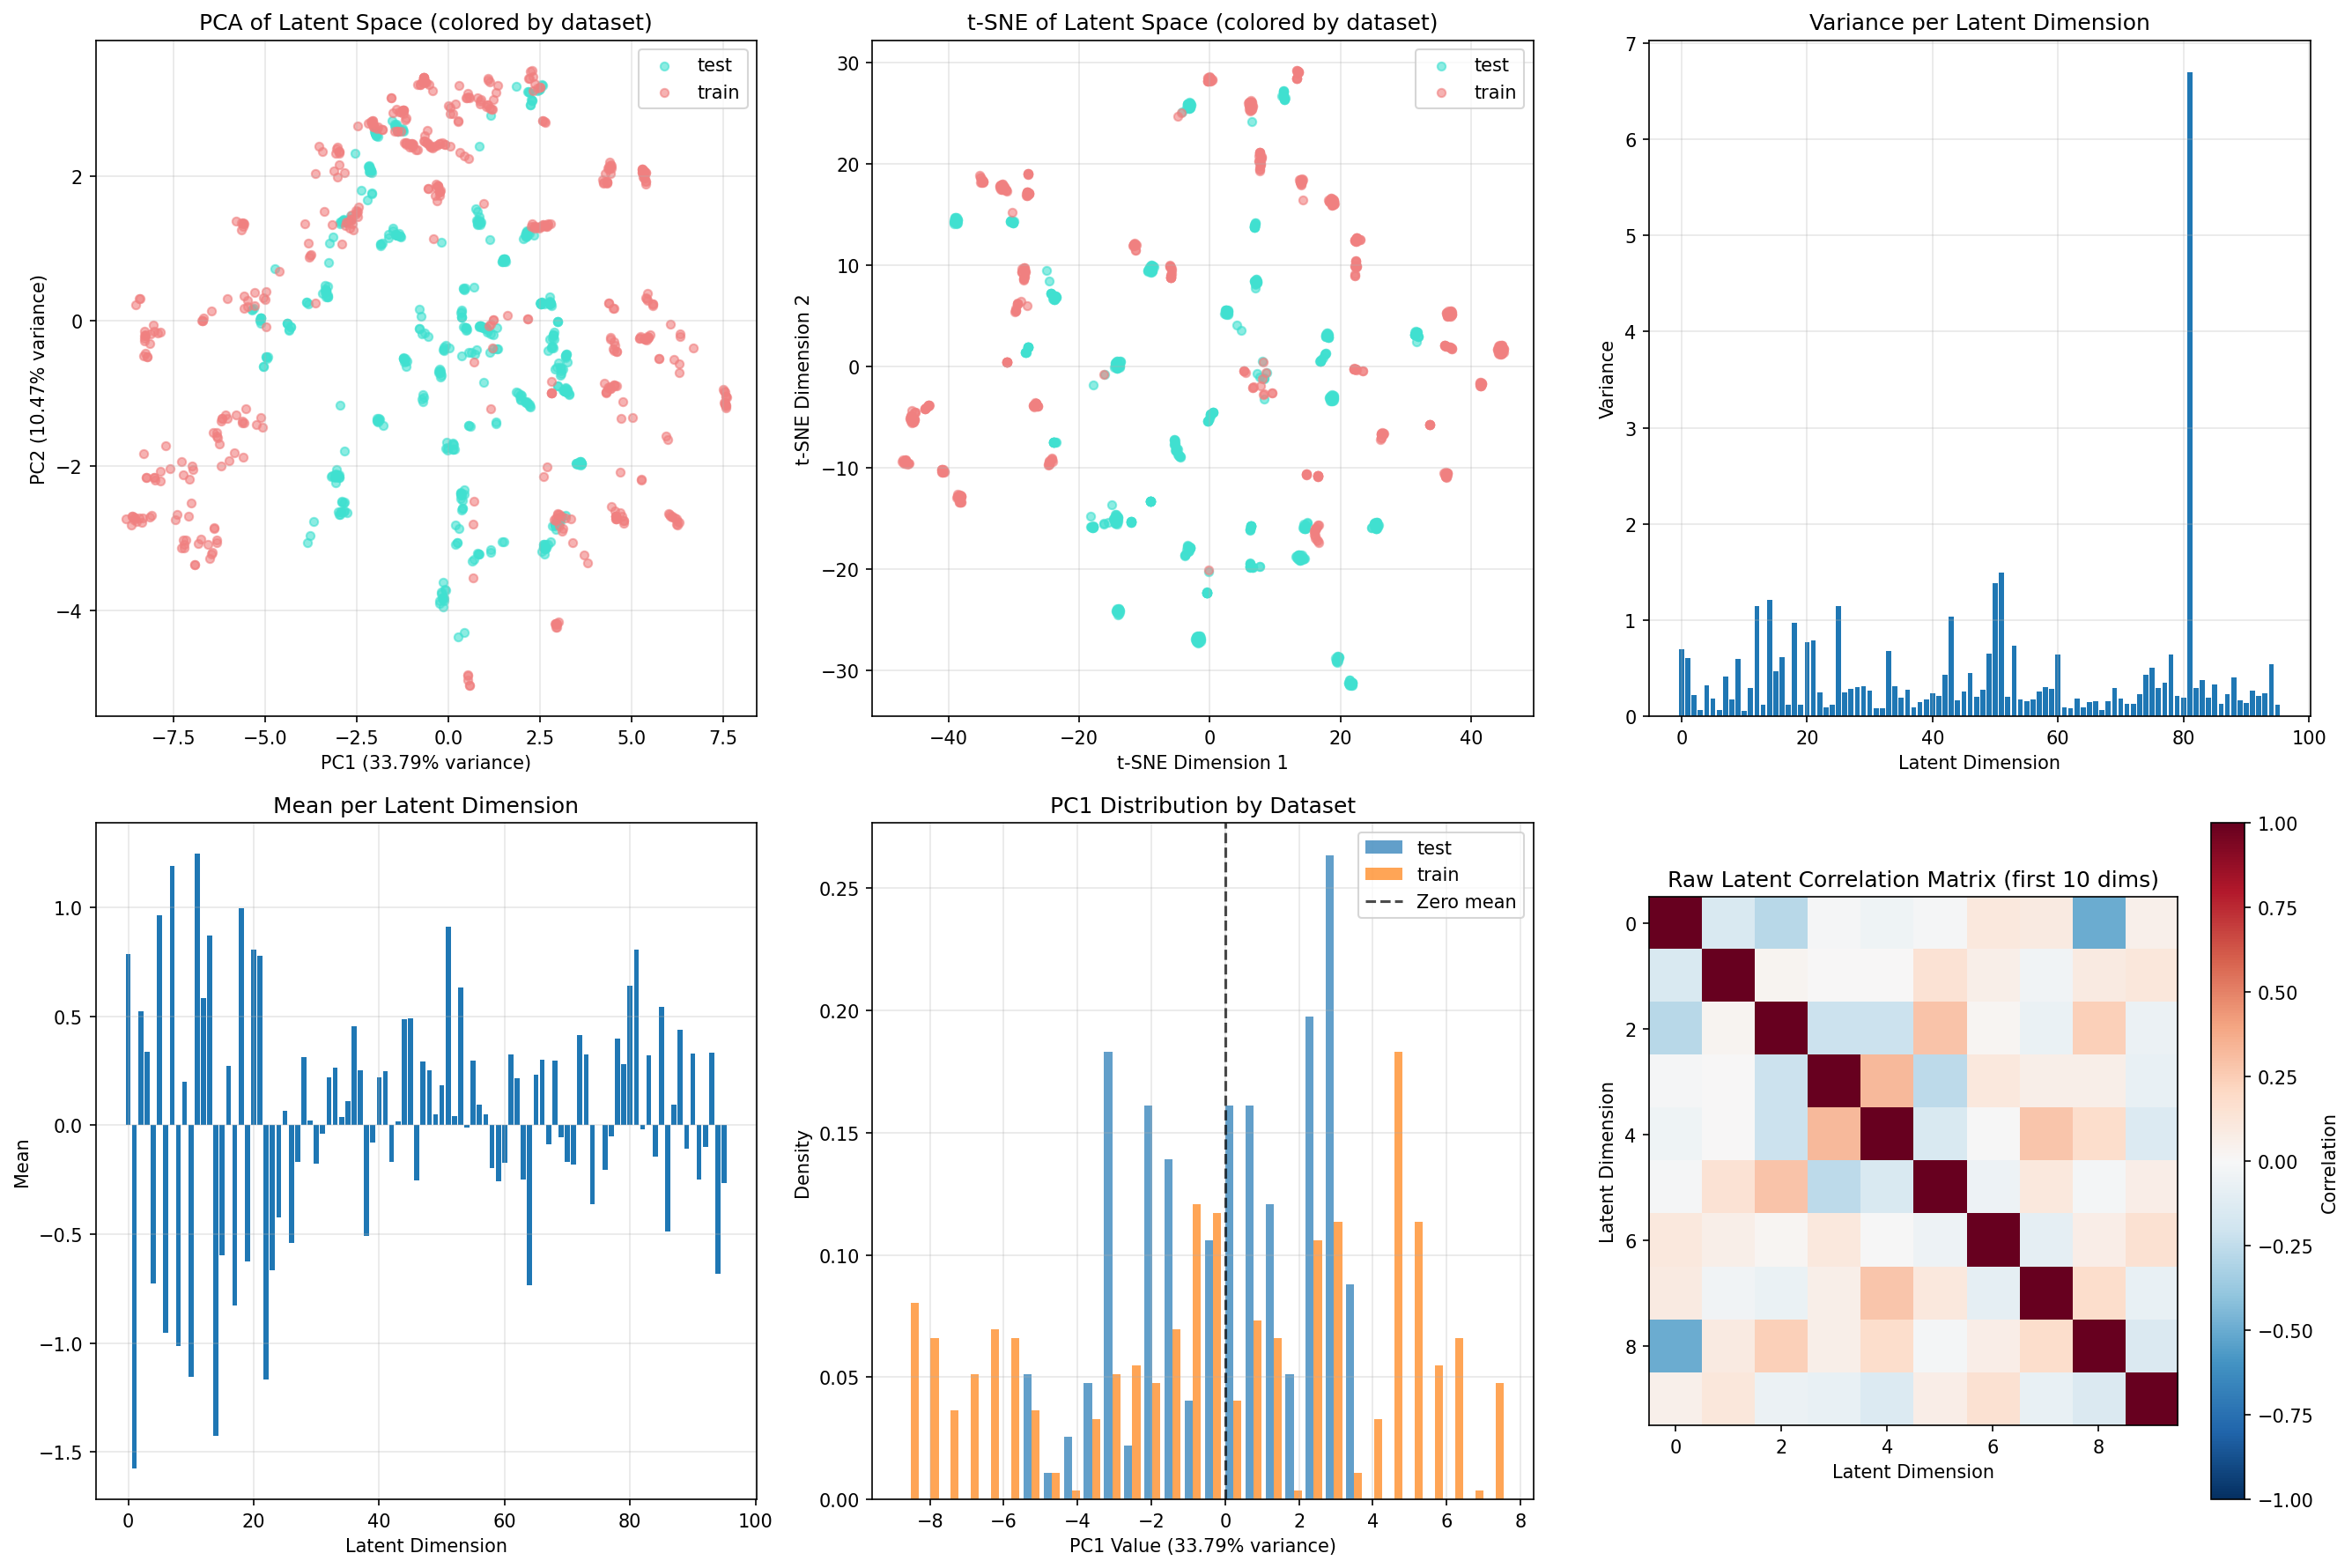 PCA of Latent Space (colored by dataset)
test
train
2
0
−2
−4
PC2 (10.47% variance)
−7.5 −5.0 −2.5 0.0 2.5 5.0 7.5
PC1 (33.79% variance)
t-SNE of Latent Space (colored by dataset)
test
train
30
20
10
0
−10
−20
−30
t-SNE Dimension 2
−40 −20 0 20 40
t-SNE Dimension 1
Variance per Latent Dimension
7
6
5
4
3
2
1
0
Variance
0 20 40 60 80 100
Latent Dimension
Mean per Latent Dimension
1.0
0.5
0.0
−0.5
−1.0
−1.5
Mean
0 20 40 60 80 100
Latent Dimension
PC1 Distribution by Dataset
test
train
Zero mean
0.25
0.20
0.15
0.10
0.05
0.00
Density
−8 −6 −4 −2 0 2 4 6 8
PC1 Value (33.79% variance)
Raw Latent Correlation Matrix (first 10 dims)
0
2
4
6
8
Latent Dimension
0 2 4 6 8
Latent Dimension
1.00
0.75
0.50
0.25
0.00
−0.25
−0.50
−0.75
−1.00
Correlation